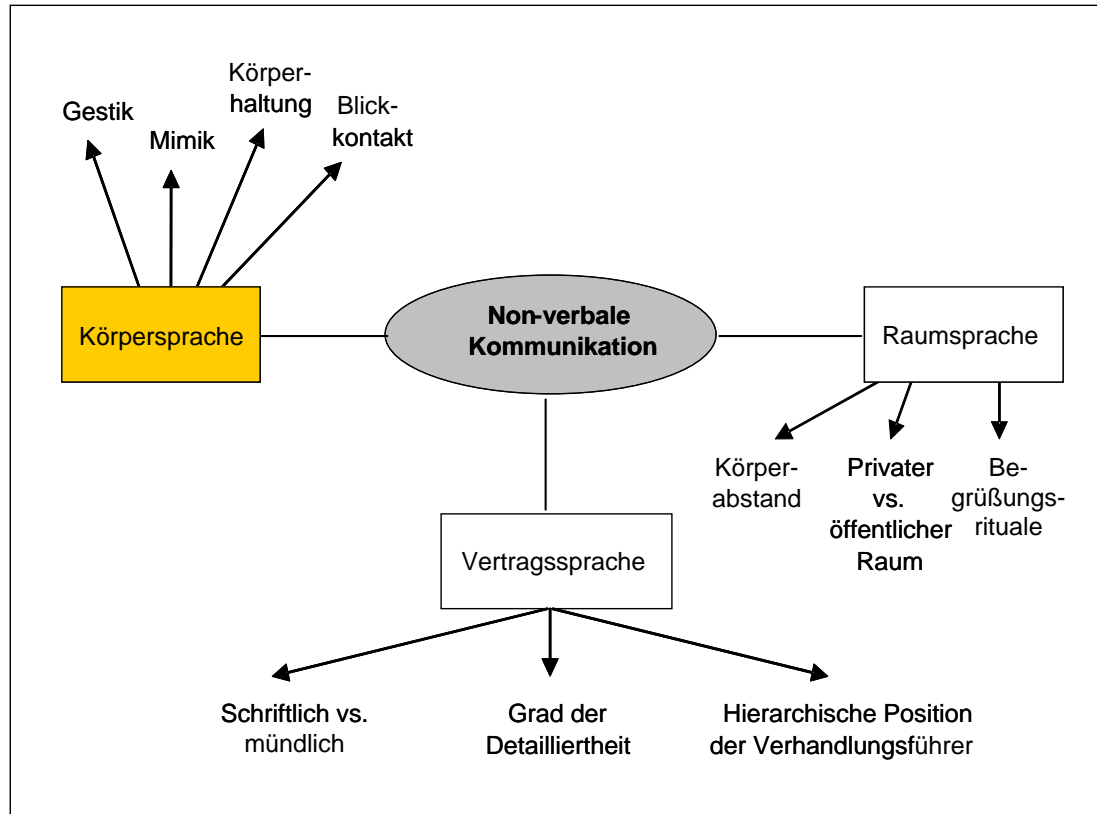 Gestik
Mimik
Körper-
haltung
Blick-
kontakt
Körpersprache
Non-verbale
Kommunikation
Raumsprache
Körper-
abstand
Privater
vs.
öffentlicher
Raum
Be-
grüßungs-
rituale
Vertragssprache
Schriftlich vs.
mündlich
Grad der
Detailliertheit
Hierarchische Position
der Verhandlungsführer